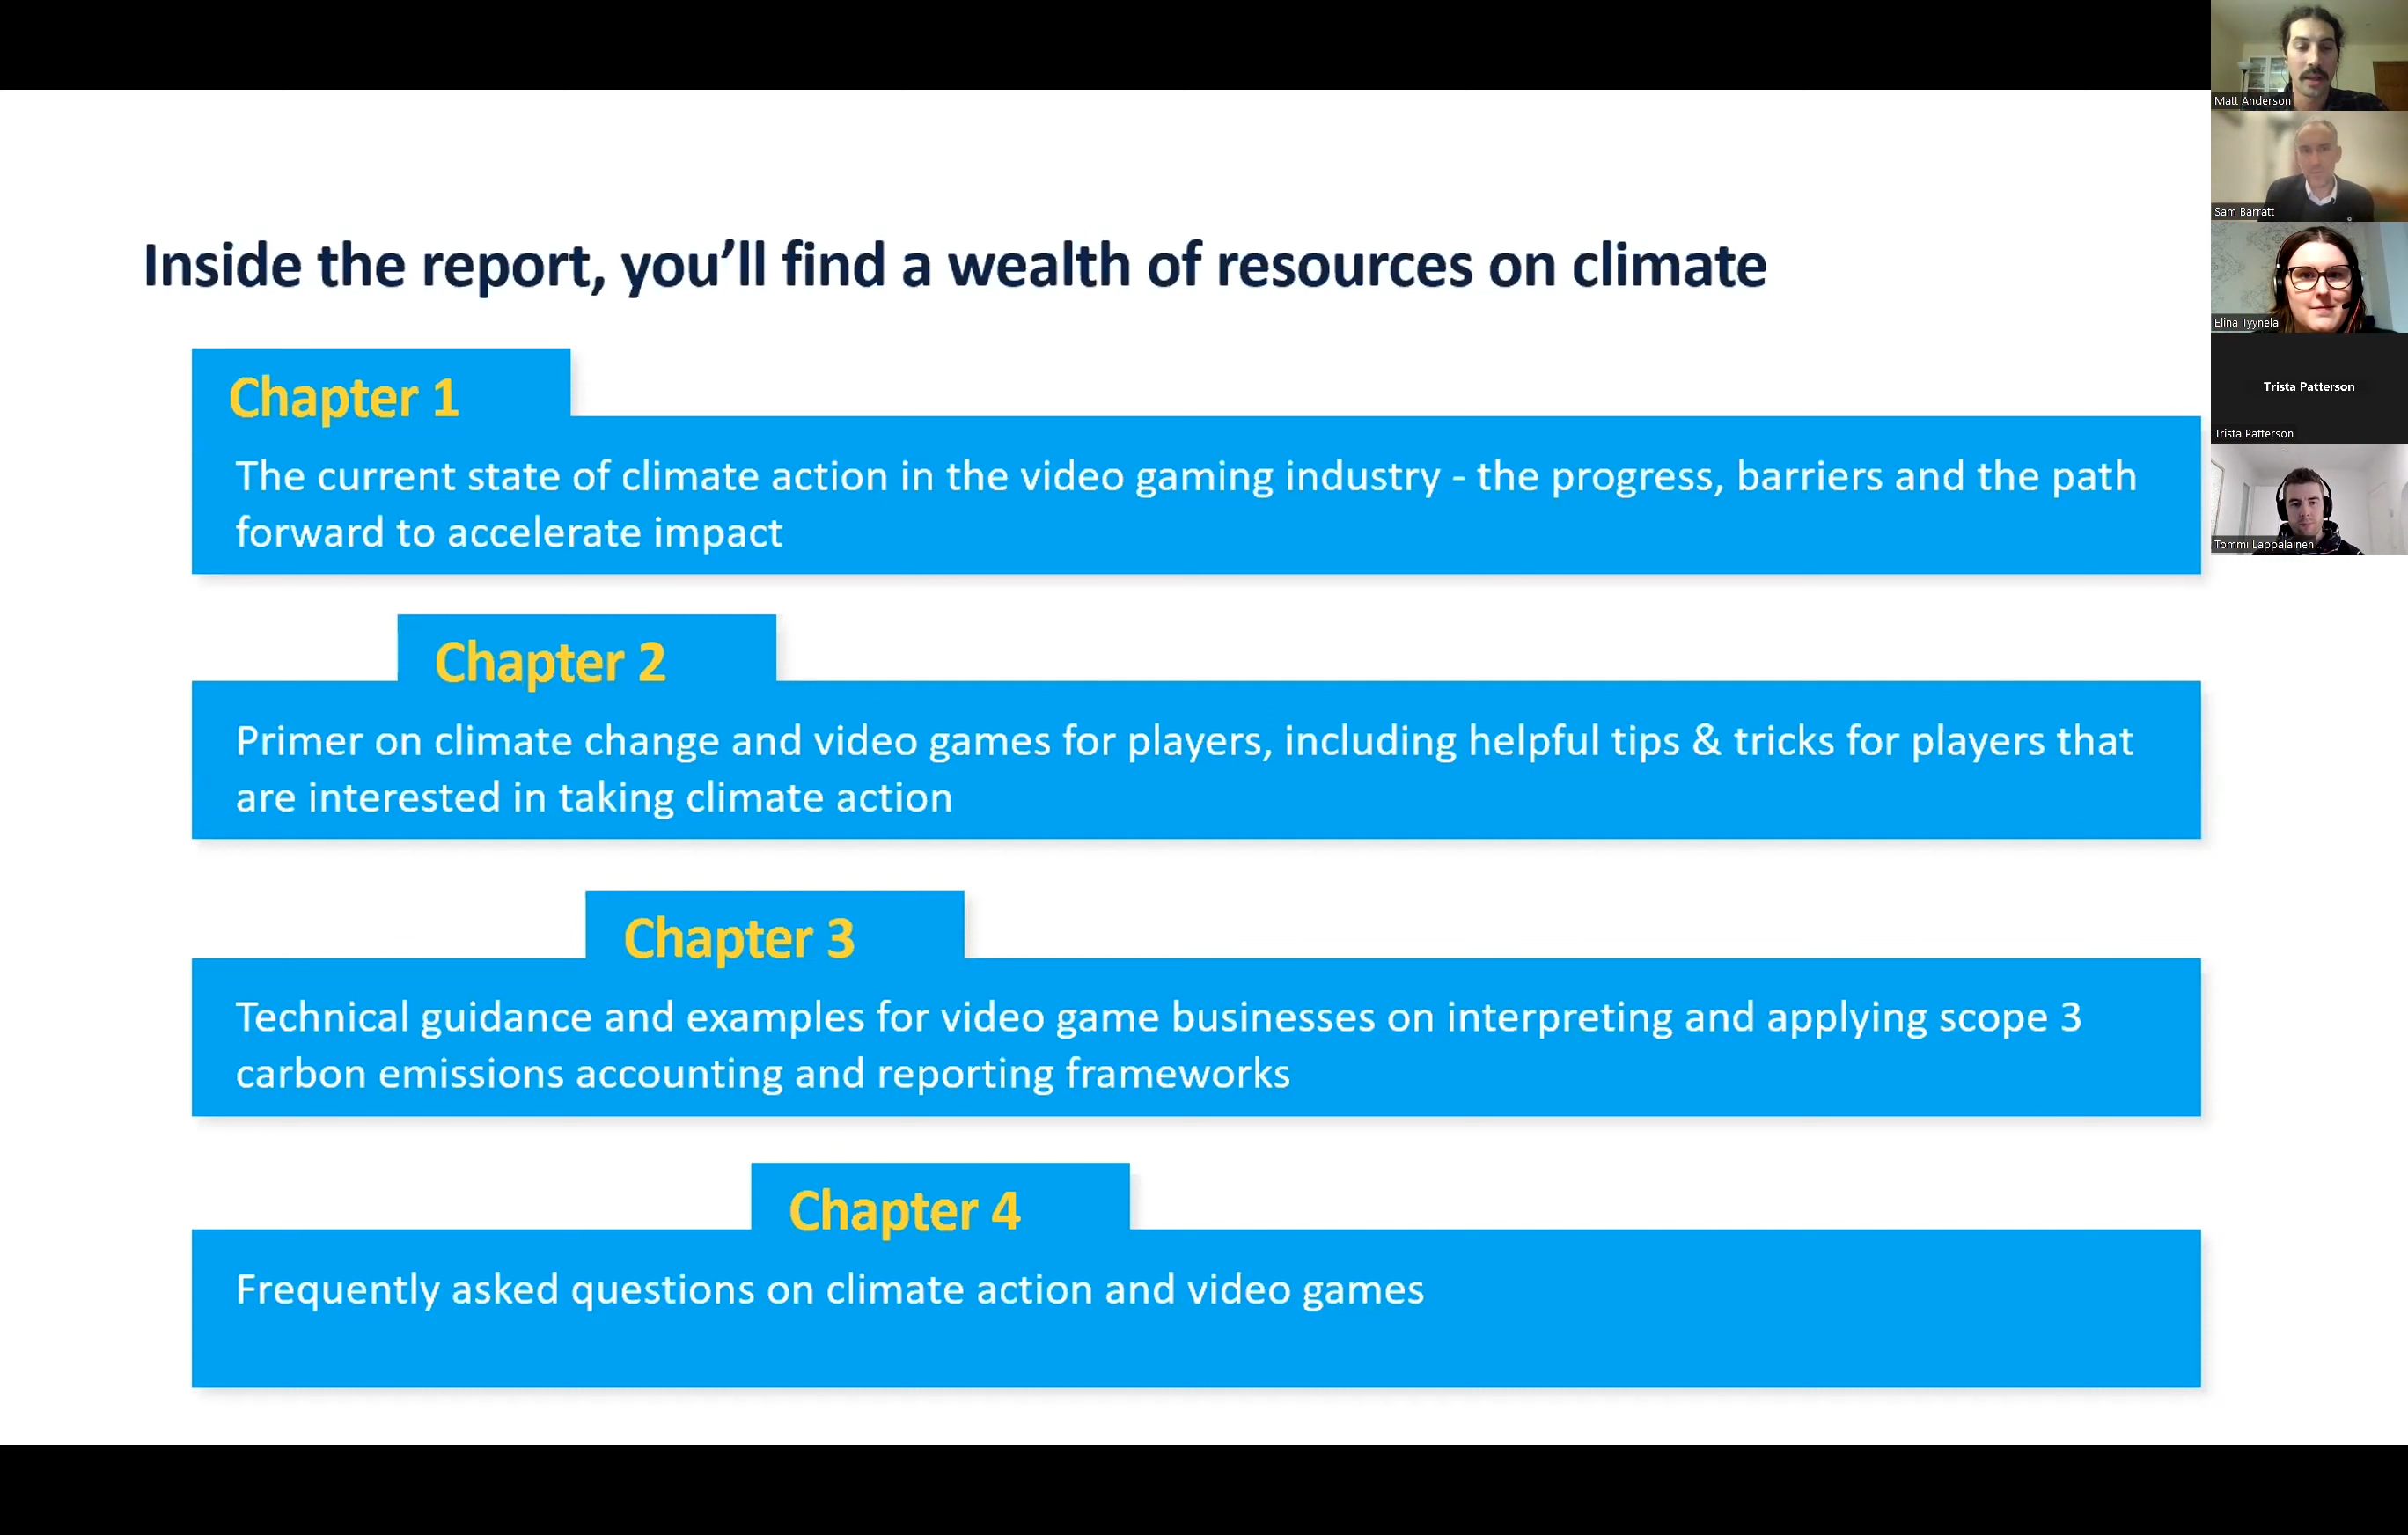 Inside the report, you’ll find a wealth of resources on climate
Chapter 1
The current state of climate action in the video gaming industry - the progress, barriers and the path
forward to accelerate impact
Chapter 2
Primer on climate change and video games for players, including helpful tips & tricks for players that
are interested in taking climate action
Chapter 3
Technical guidance and examples for video game businesses on interpreting and applying scope 3
carbon emissions accounting and reporting frameworks
Chapter 4
Frequently asked questions on climate action and video games
Matt Anderson
Sam Barratt
Elina Tyynelä
Trista Patterson
Trista Patterson
Tommi Lappalainen